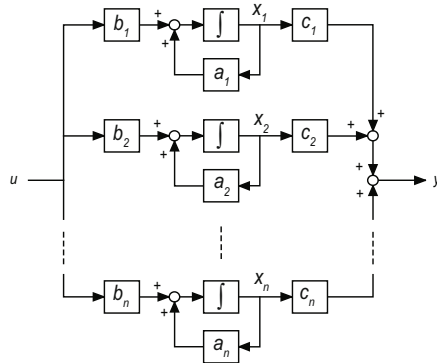 b1 + + ∫ x1 c1
a1 +
b2 + + ∫ x2 c2 + +
a2 + +
u y
bn + + ∫ xn cn
an